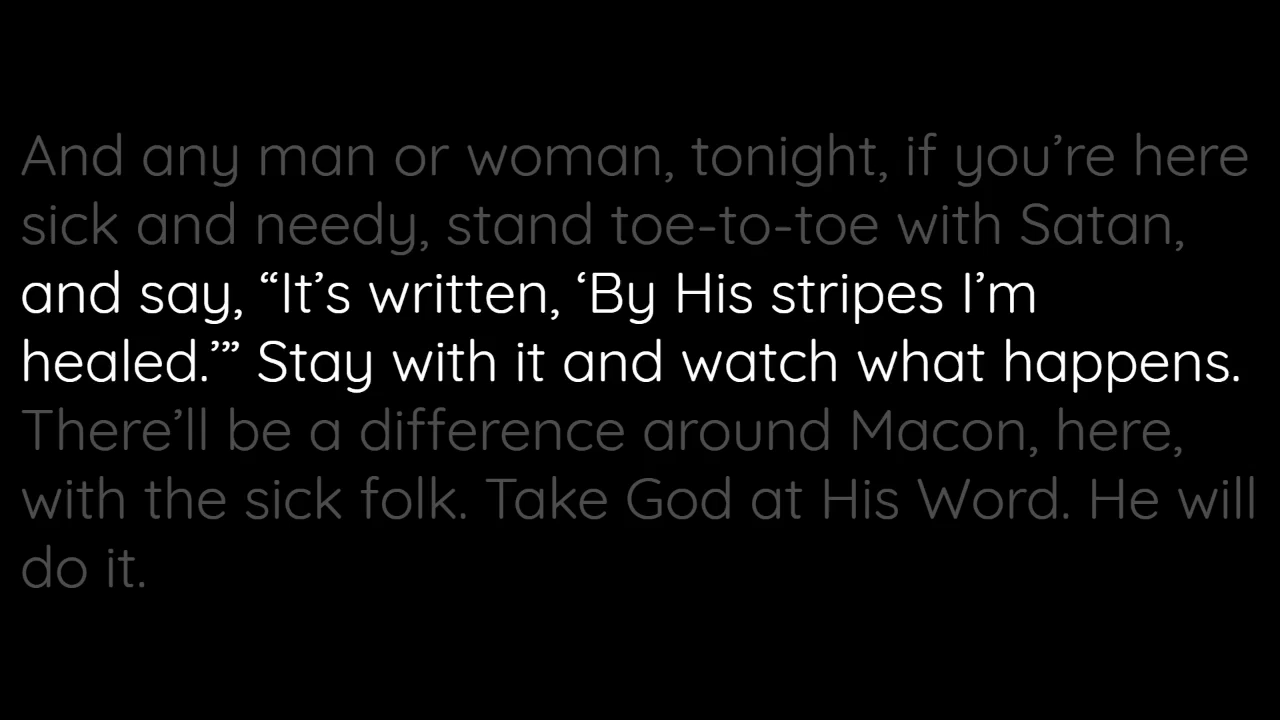 And any man or woman, tonight, if you’re here
sick and needy, stand toe-to-toe with Satan,
and say, “It’s written, ‘By His stripes I’m
healed.’” Stay with it and watch what happens.
There’ll be a difference around Macon, here,
with the sick folk. Take God at His Word. He will
do it.